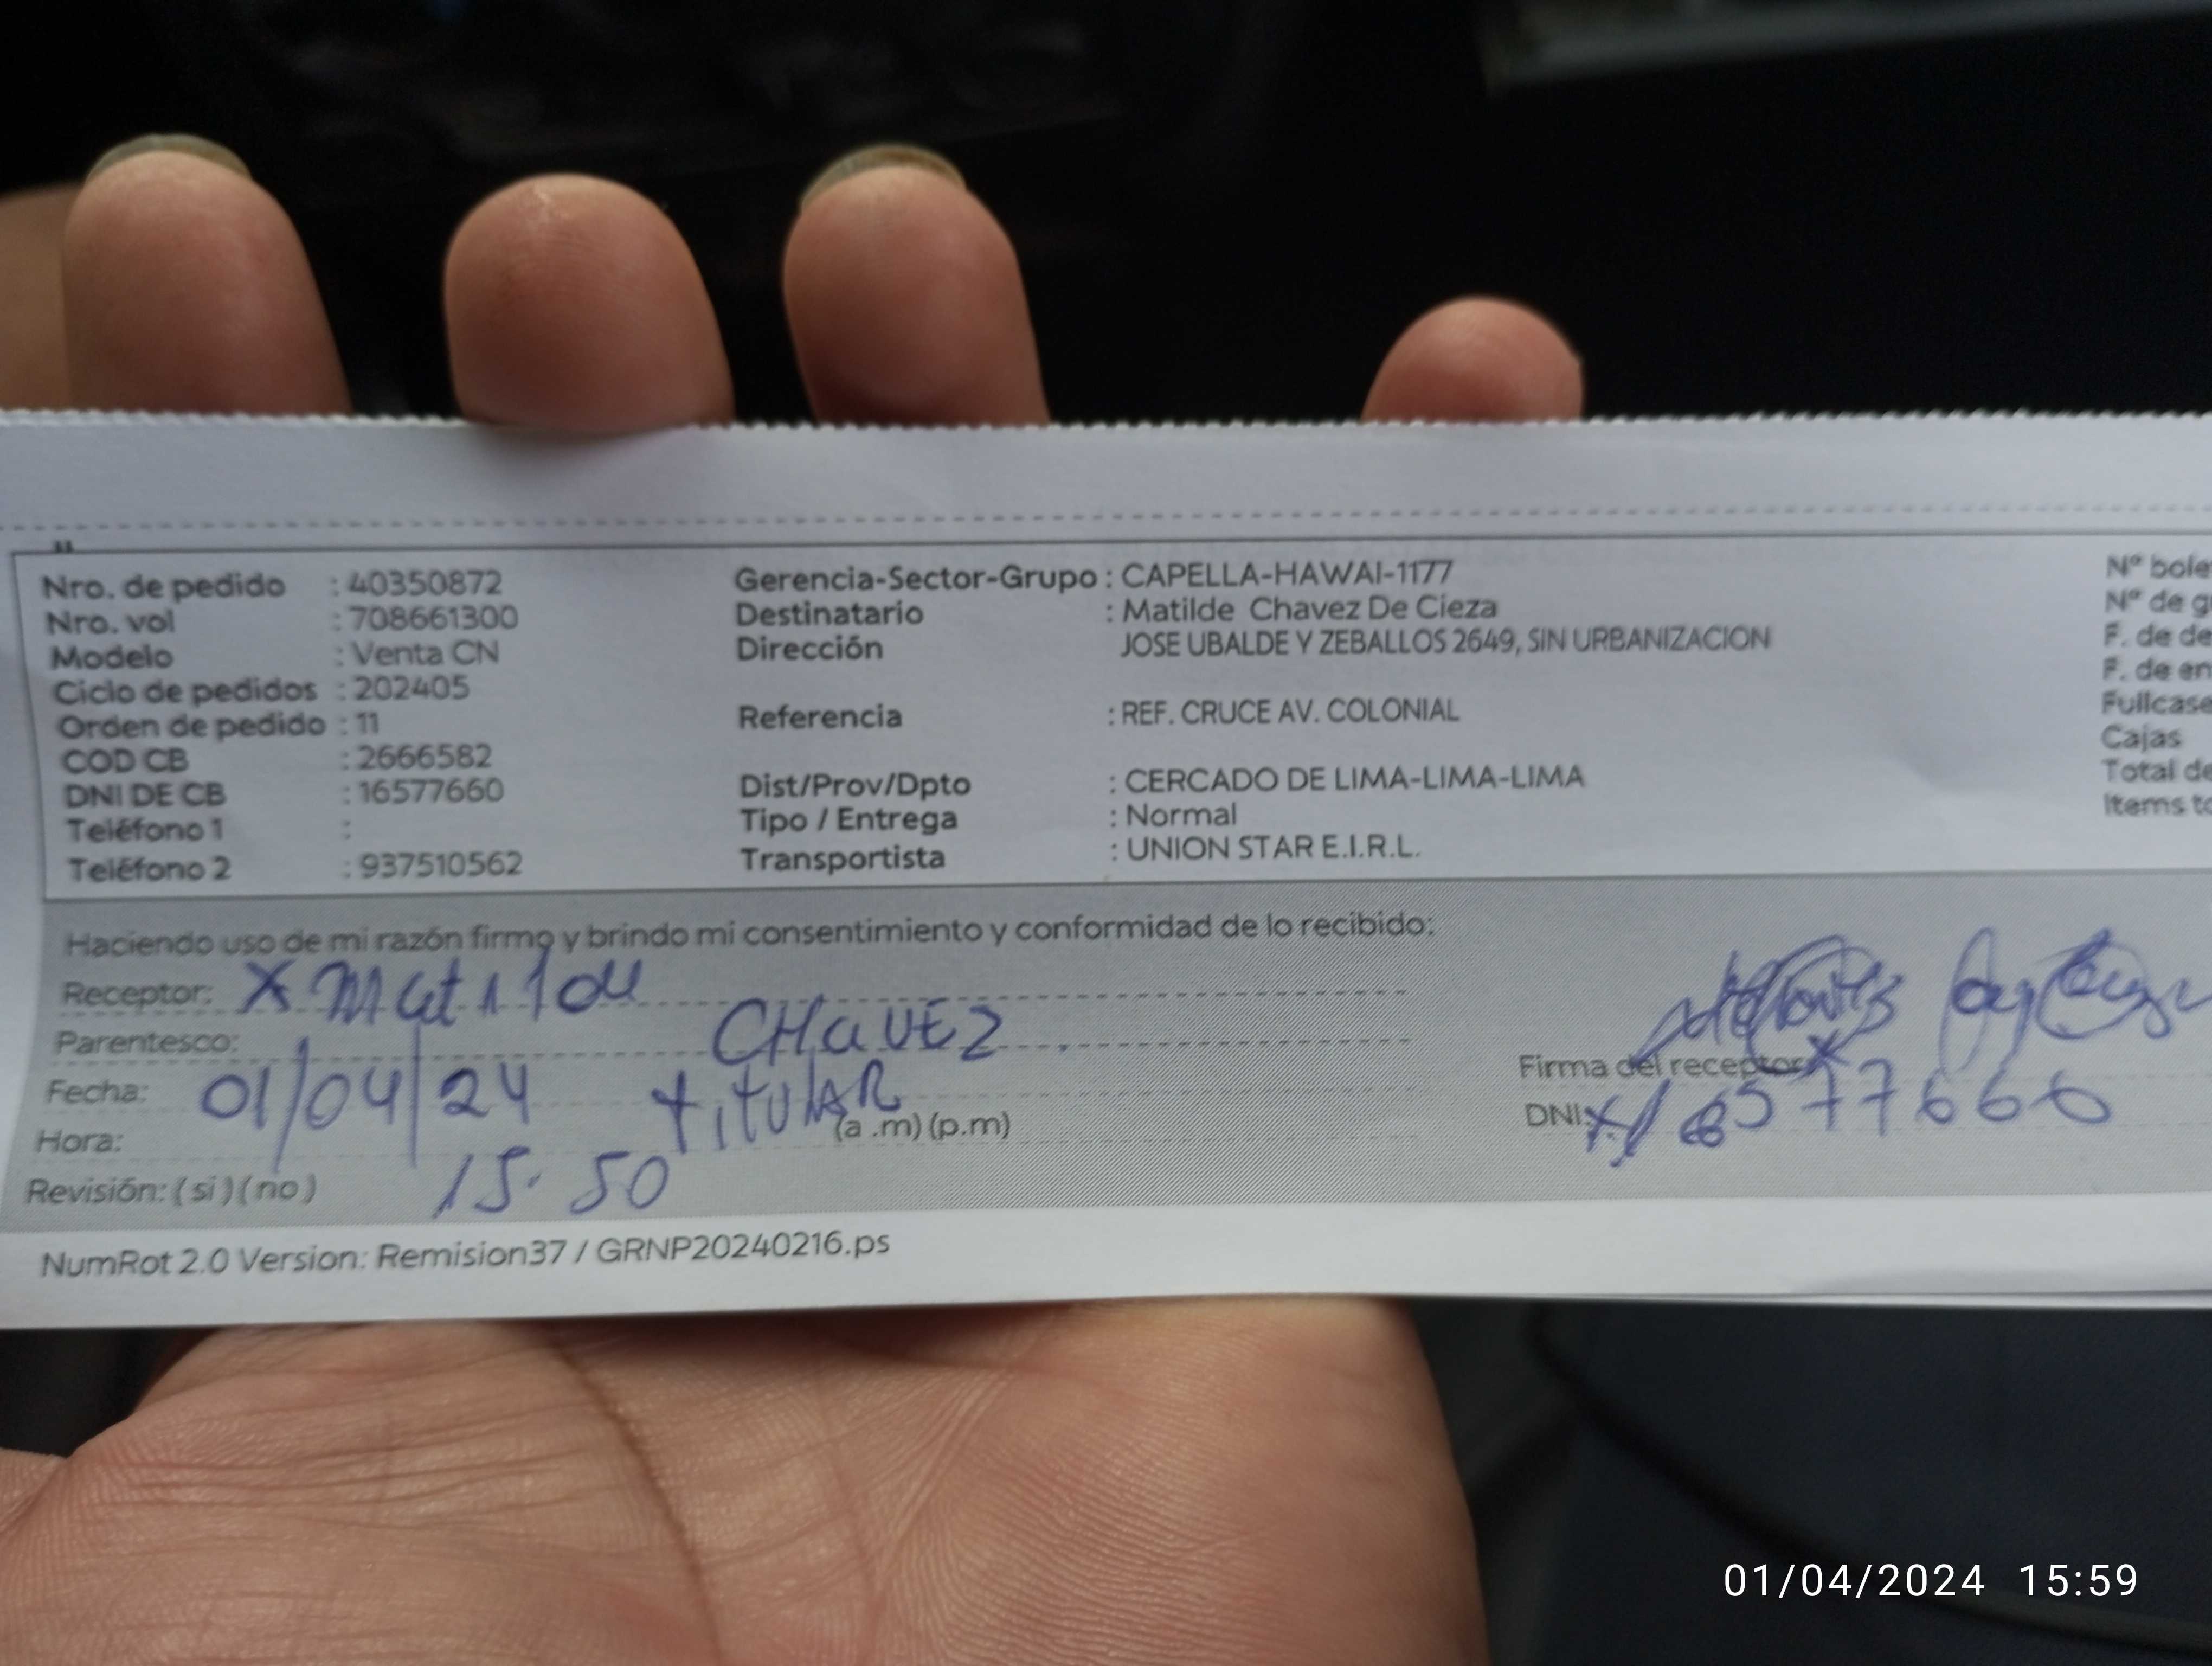 Nro. de pedido : 40350872
Nro. vol : 708661300
Modelo : Venta CN
Ciclo de pedidos : 202405
Orden de pedido : 11
COD CB : 2666582
DNI DE CB : 16577660
Teléfono 1 :
Teléfono 2 : 937510562
Gerencia-Sector-Grupo : CAPELLA-HAWAI-1177
Destinatario : Matilde Chavez De Cieza
Dirección JOSE UBALDE Y ZEBALLOS 2649, SIN URBANIZACION
Referencia : REF. CRUCE AV. COLONIAL
Dist/Prov/Dpto : CERCADO DE LIMA-LIMA-LIMA
Tipo / Entrega : Normal
Transportista : UNION STAR E.I.R.L.
Nº bole
Nº de g
F. de de
F. de en
Fullcase
Cajas
Total de
Items to
Haciendo uso de mi razón firmo y brindo mi consentimiento y conformidad de lo recibido:
Receptor: x Matilde
Parentesco: CHaVEZ
Fecha: 01/04/24 titulAR
Hora: (a .m) (p.m)
Revisión: (si) (no) 15.50
Firma del receptor
DNI:
NumRot 2.0 Version: Remision37 / GRNP20240216.ps
01/04/2024 15:59